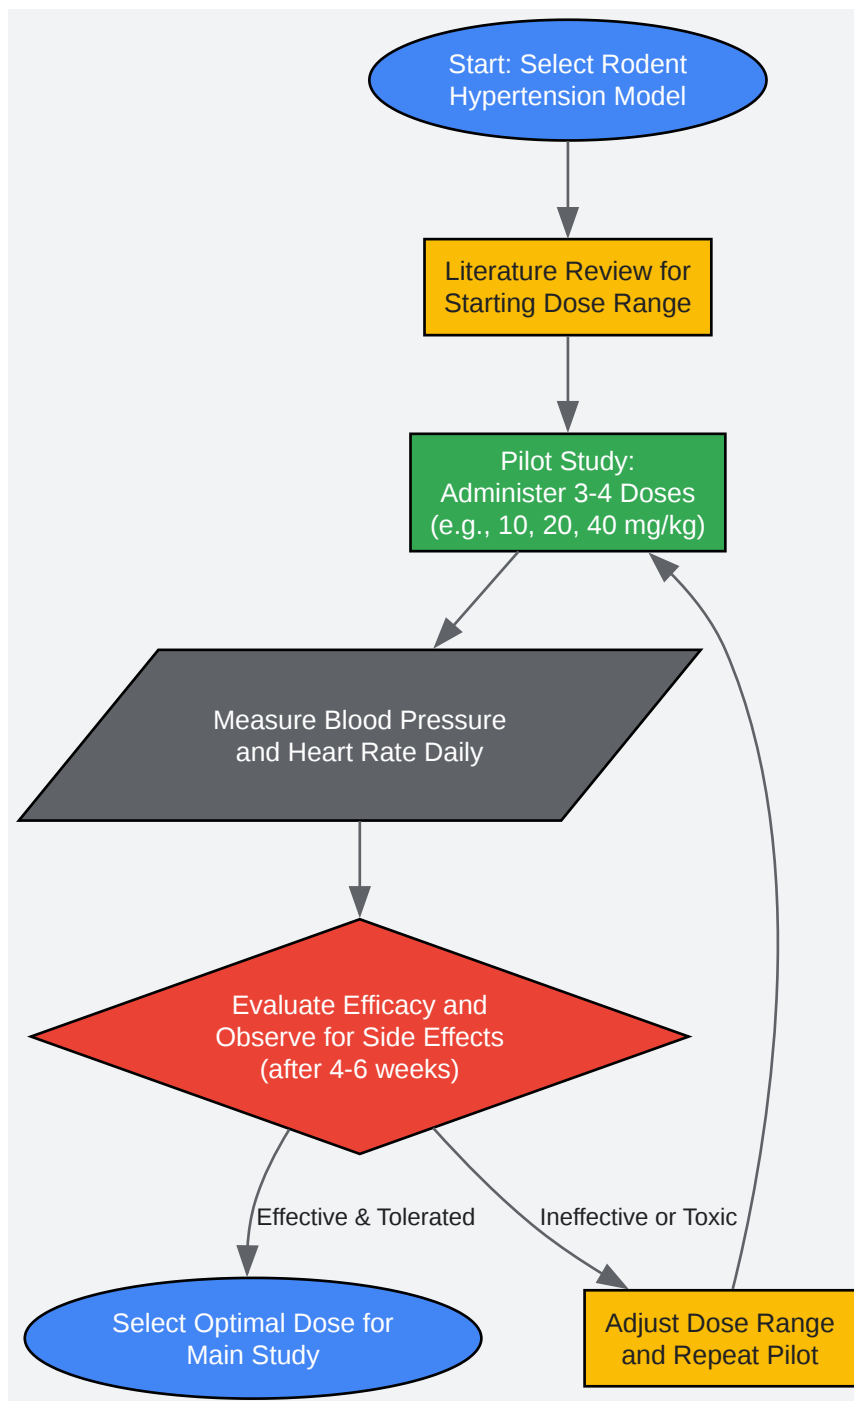 Start: Select Rodent
Hypertension Model
Literature Review for
Starting Dose Range
Pilot Study:
Administer 3-4 Doses
(e.g., 10, 20, 40 mg/kg)
Measure Blood Pressure
and Heart Rate Daily
Evaluate Efficacy and
Observe for Side Effects
(after 4-6 weeks)
Effective & Tolerated
Ineffective or Toxic
Select Optimal Dose for
Main Study
Adjust Dose Range
and Repeat Pilot